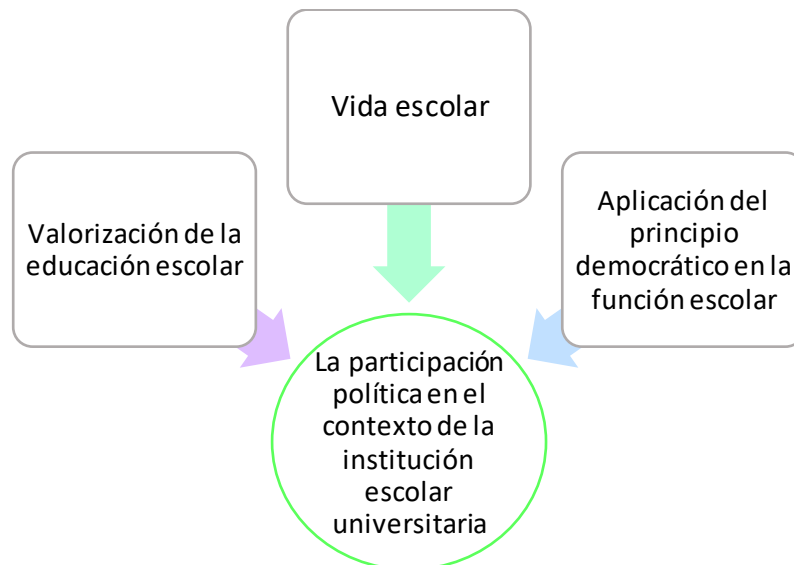 Vida escolar
Valorización de la
educación escolar
Aplicación del
principio
democrático en la
función escolar
La participación
política en el
contexto de la
institución
escolar
universitaria